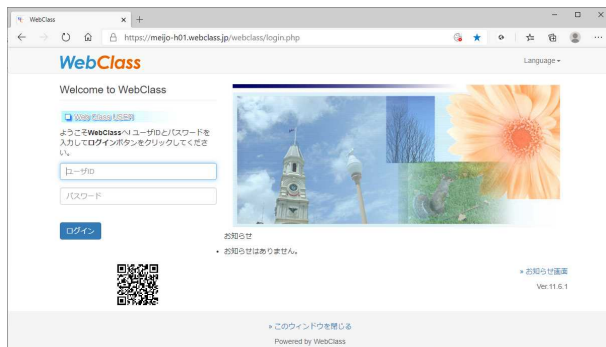 WebClass
https://meijo-h01.webclass.jp/webclass/login.php
WebClass
Language
Welcome to WebClass
Web Class USER
ようこそWebClassへ! ユーザIDとパスワードを
入力してログインボタンをクリックしてくださ
い。
ユーザID
パスワード
ログイン
お知らせ
• お知らせはありません。
» お知らせ画面
Ver.11.6.1
» このウィンドウを閉じる
Powered by WebClass